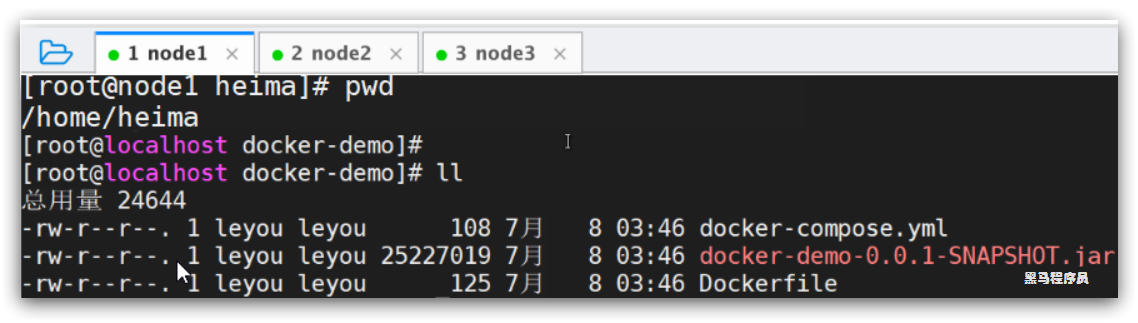 1 node1 × 2 node2 × 3 node3 ×
[root@node1 heima]# pwd
/home/heima
[root@localhost docker-demo]#
[root@localhost docker-demo]# ll
总用量 24644
-rw-r--r--. 1 leyou leyou 108 7月 8 03:46 docker-compose.yml
-rw-r--r--. 1 leyou leyou 25227019 7月 8 03:46 docker-demo-0.0.1-SNAPSHOT.jar
-rw-r--r--. 1 leyou leyou 125 7月 8 03:46 Dockerfile
黑马程序员